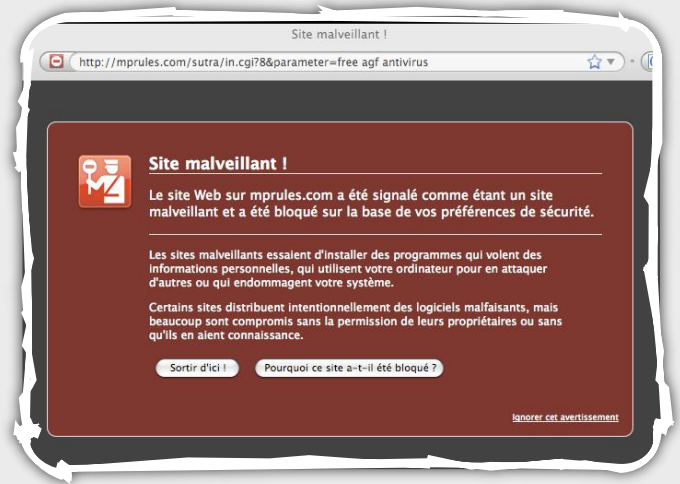 Site malveillant !
http://mprules.com/sutra/in.cgi?8&parameter=free agf antivirus
Site malveillant !
Le site Web sur mprules.com a été signalé comme étant un site
malveillant et a été bloqué sur la base de vos préférences de sécurité.
Les sites malveillants essaient d'installer des programmes qui volent des
informations personnelles, qui utilisent votre ordinateur pour en attaquer
d'autres ou qui endommagent votre système.
Certains sites distribuent intentionnellement des logiciels malfaisants, mais
beaucoup sont compromis sans la permission de leurs propriétaires ou sans
qu'ils en aient connaissance.
Sortir d'ici !
Pourquoi ce site a-t-il été bloqué ?
Ignorer cet avertissement